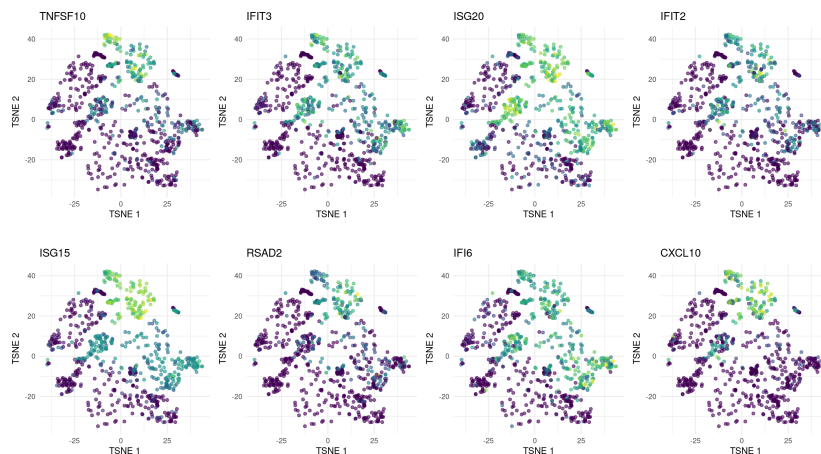 TNFSF10 IFIT3 ISG20 IFIT2
40 40 40 40
20 20 20 20
TSNE 2 TSNE 2 TSNE 2 TSNE 2
0 0 0 0
-20 -20 -20 -20
-25 0 25 -25 0 25 -25 0 25 -25 0 25
TSNE 1 TSNE 1 TSNE 1 TSNE 1
ISG15 RSAD2 IFI6 CXCL10
40 40 40 40
20 20 20 20
TSNE 2 TSNE 2 TSNE 2 TSNE 2
0 0 0 0
-20 -20 -20 -20
-25 0 25 -25 0 25 -25 0 25 -25 0 25
TSNE 1 TSNE 1 TSNE 1 TSNE 1